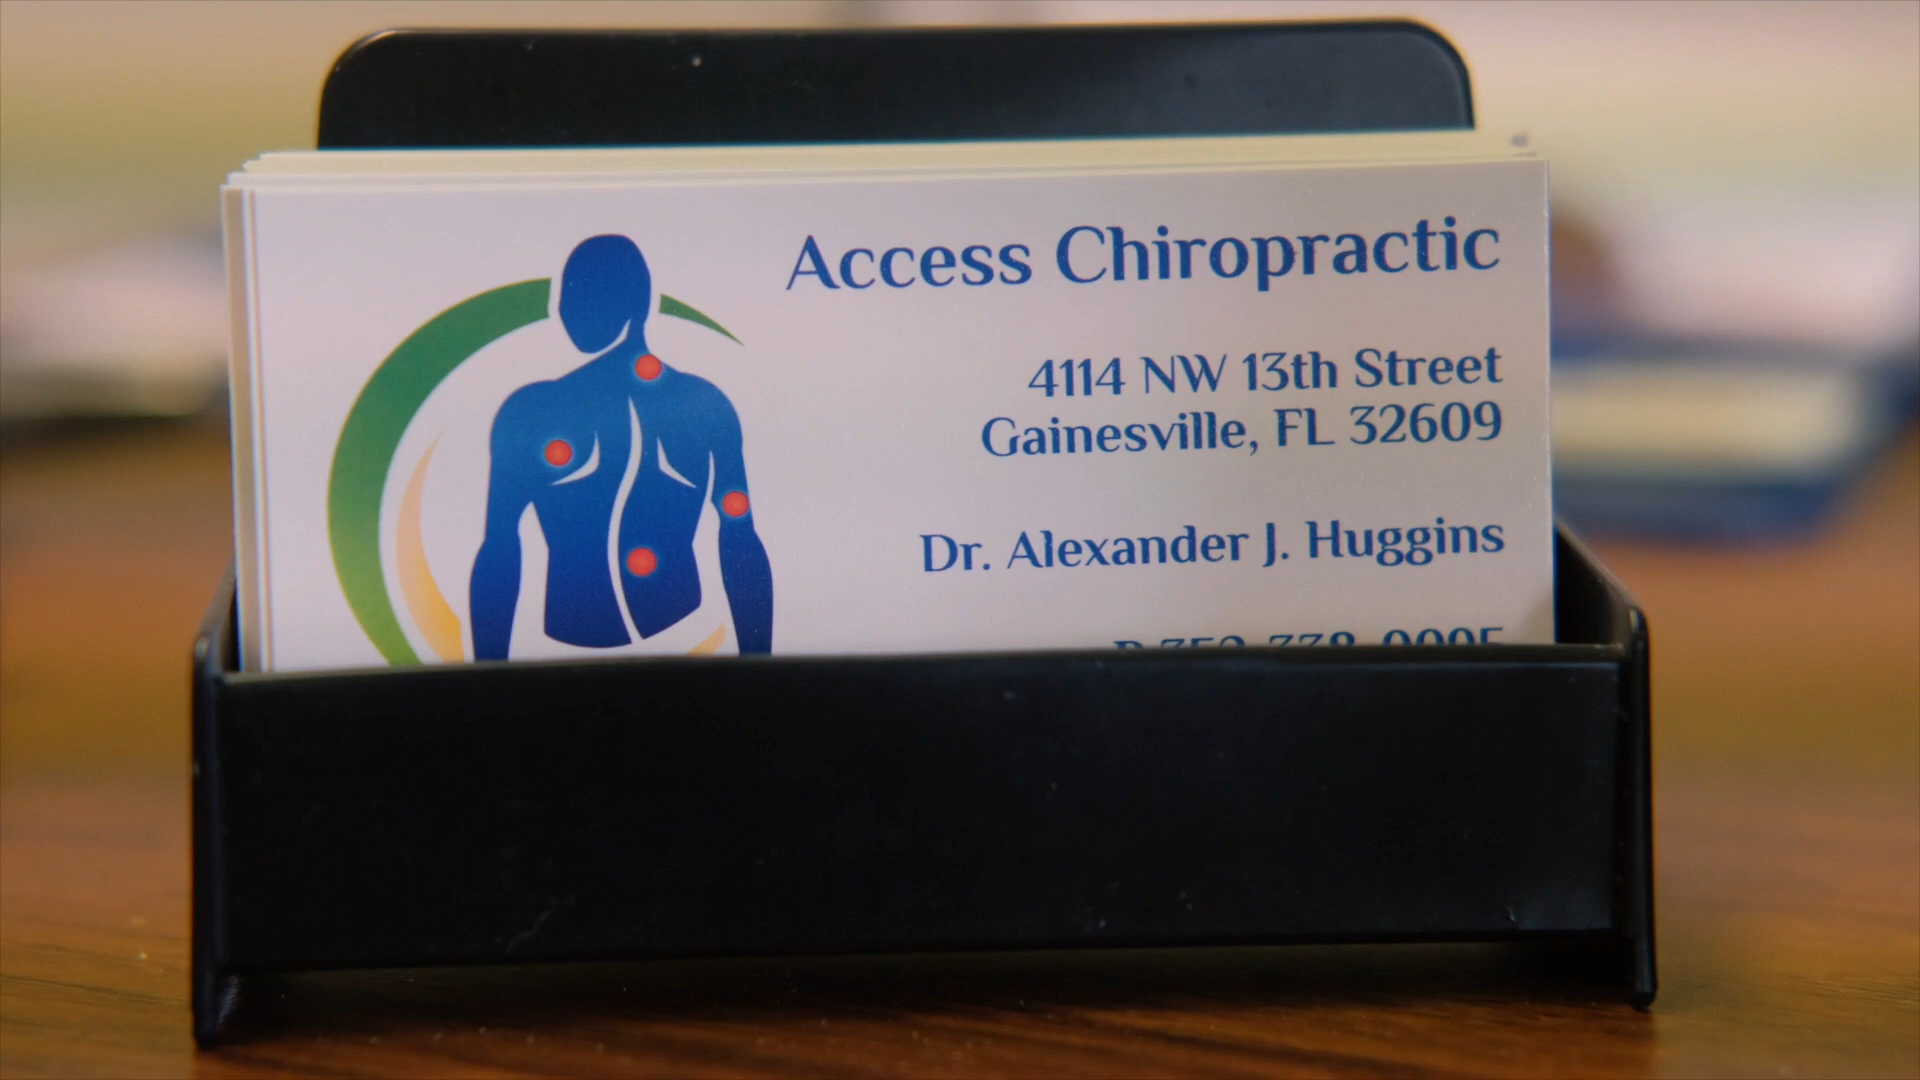 Access Chiropractic
4114 NW 13th Street
Gainesville, FL 32609
Dr. Alexander J. Huggins